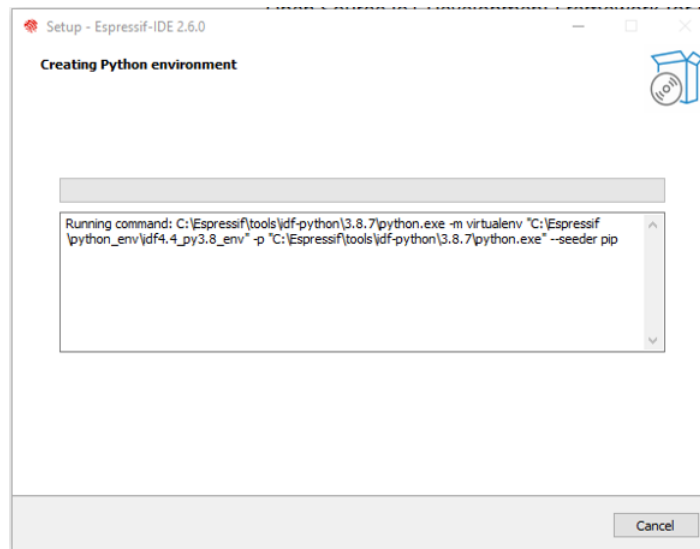 Setup - Espressif-IDE 2.6.0
Creating Python environment
Running command: C:\Espressif\tools\idf-python\3.8.7\python.exe -m virtualenv "C:\Espressif
\python_env\idf4.4_py3.8_env" -p "C:\Espressif\tools\idf-python\3.8.7\python.exe" --seeder pip
Cancel